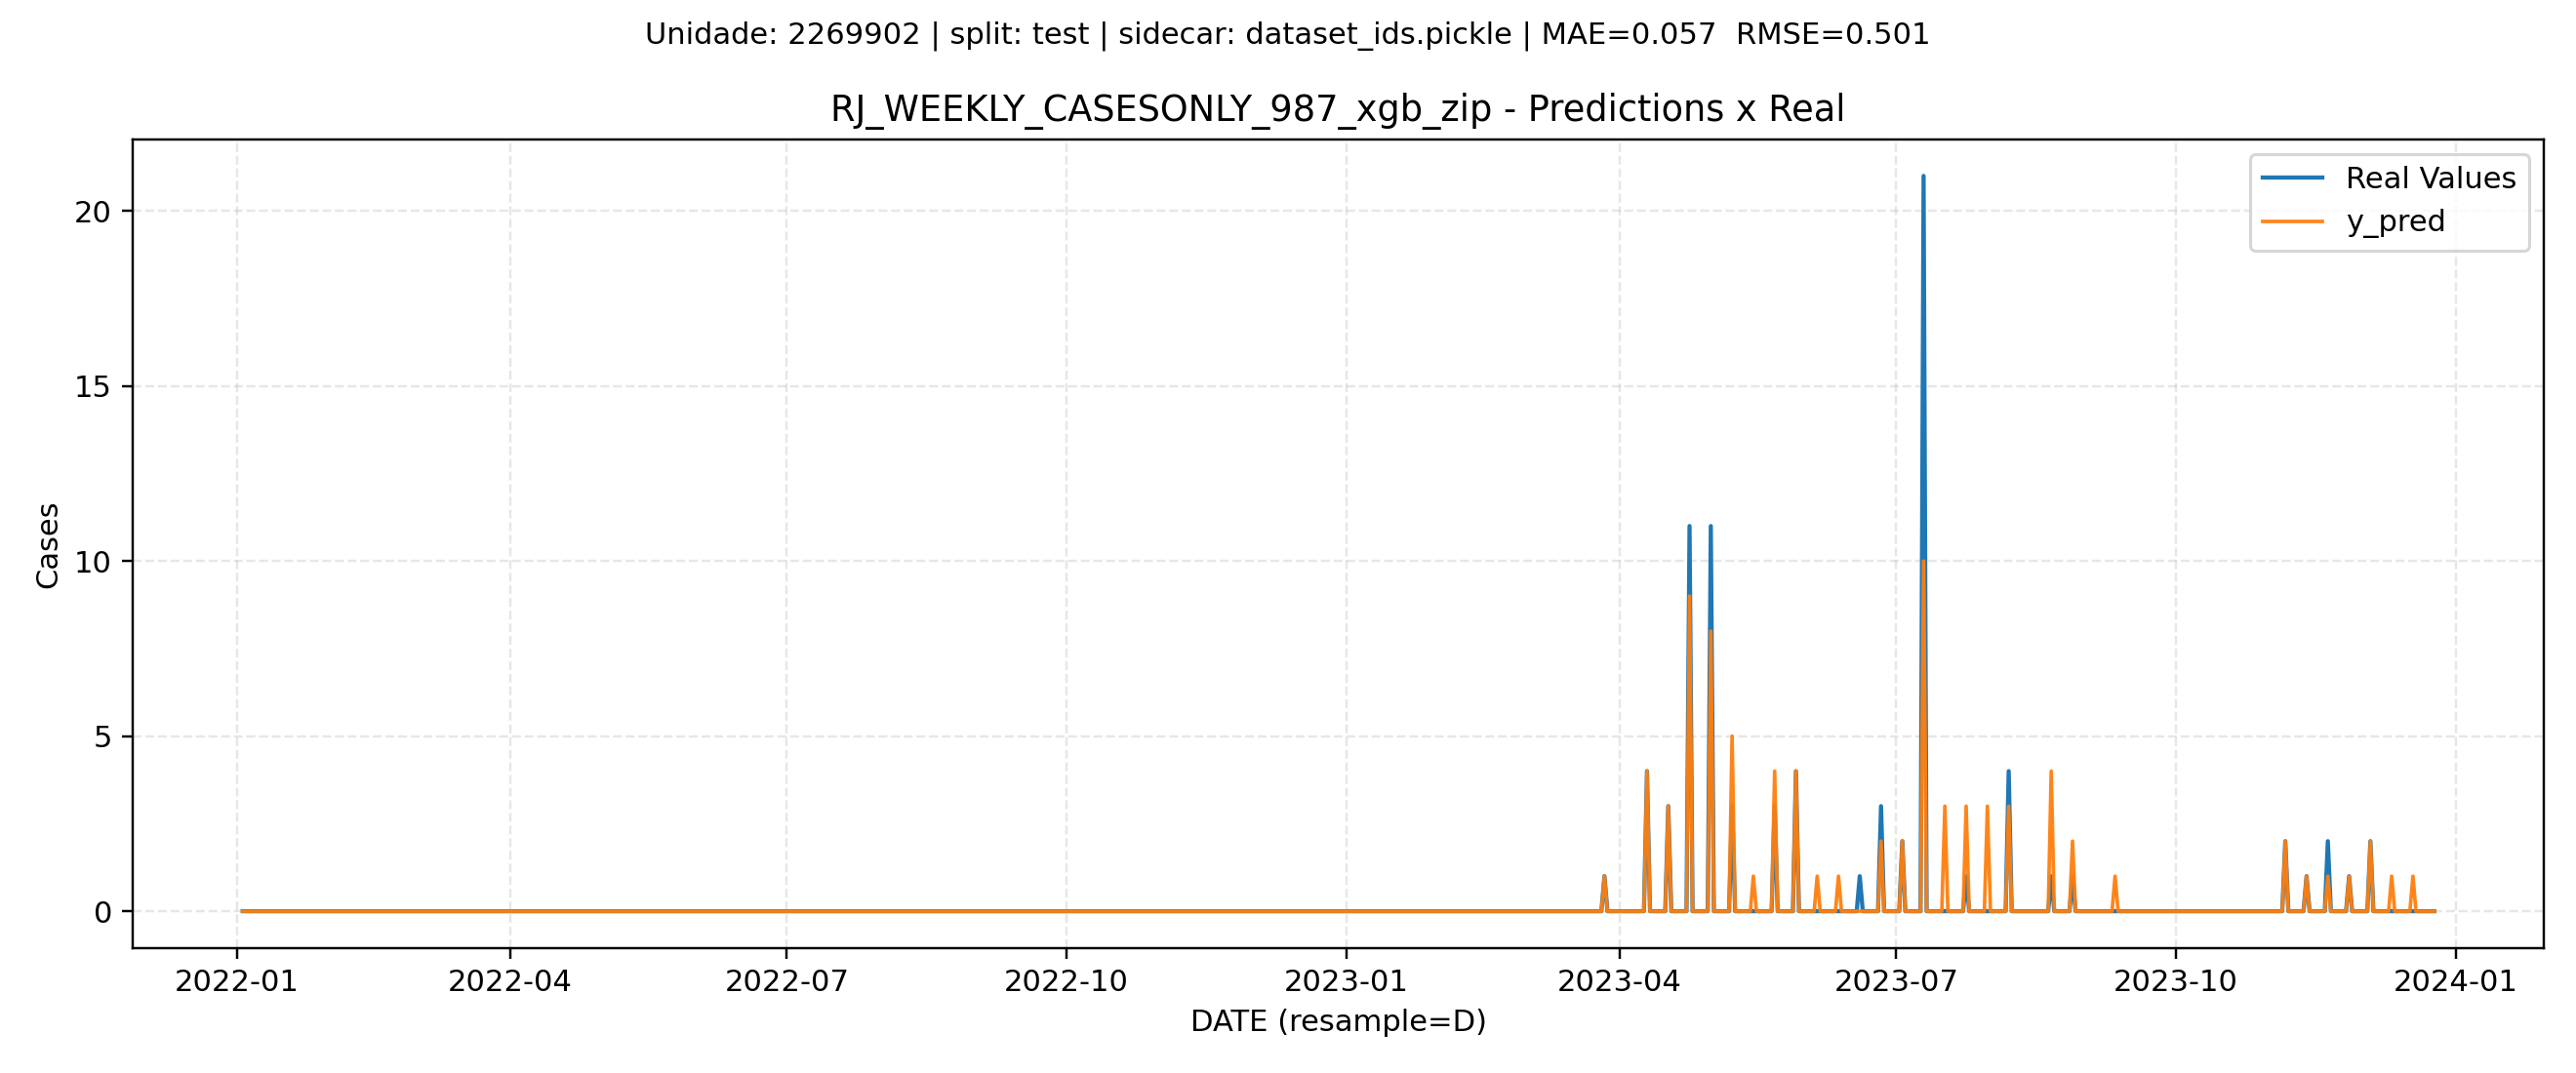 Unidade: 2269902 | split: test | sidecar: dataset_ids.pickle | MAE=0.057  RMSE=0.501
RJ_WEEKLY_CASESONLY_987_xgb_zip - Predictions x Real
Real Values
y_pred
Cases
20
15
10
5
0
2022-01
2022-04
2022-07
2022-10
2023-01
2023-04
2023-07
2023-10
2024-01
DATE (resample=D)